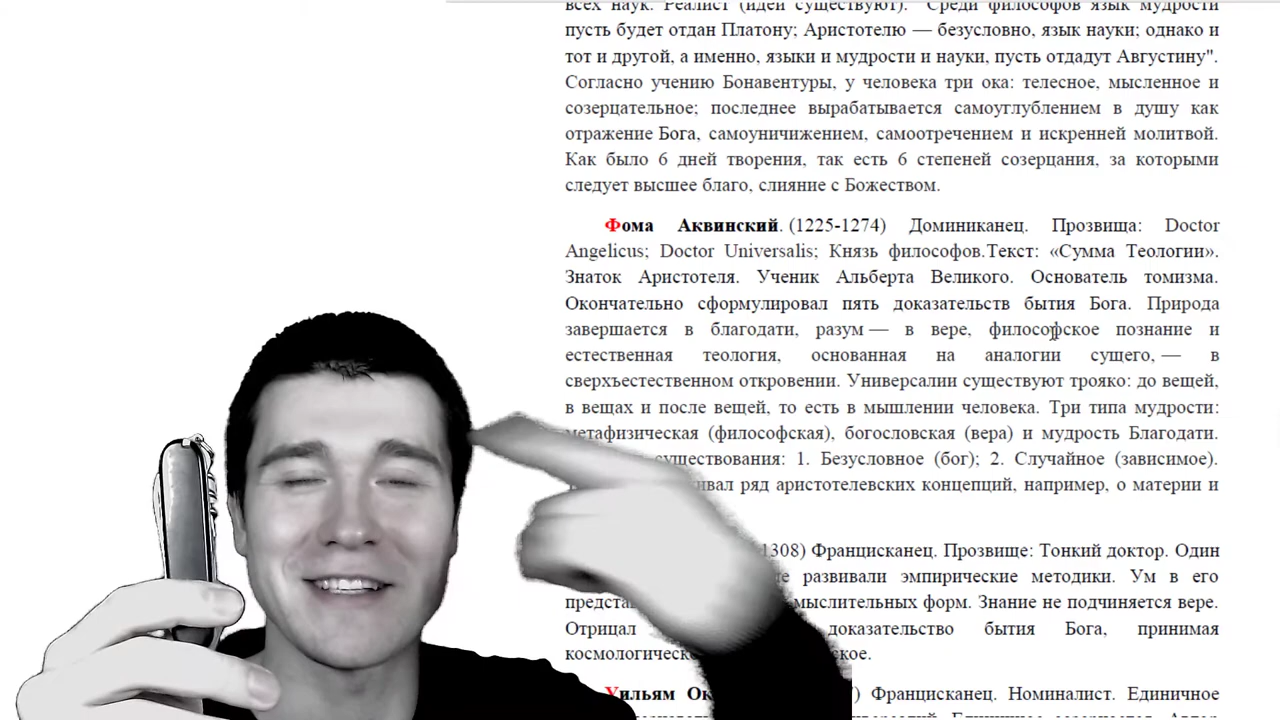 всех наук. Реалист (идеи существуют). "Среди философов язык мудрости
пусть будет отдан Платону; Аристотелю — безусловно, язык науки; однако и
тот и другой, а именно, языки и мудрости и науки, пусть отдадут Августину".
Согласно учению Бонавентуры, у человека три ока: телесное, мысленное и
созерцательное; последнее вырабатывается самоуглублением в душу как
отражение Бога, самоуничижением, самоотречением и искренней молитвой.
Как было 6 дней творения, так есть 6 степеней созерцания, за которыми
следует высшее благо, слияние с Божеством.
Фома Аквинский. (1225-1274) Доминиканец. Прозвища: Doctor
Angelicus; Doctor Universalis; Князь философов.Текст: «Сумма Теологии».
Знаток Аристотеля. Ученик Альберта Великого. Основатель томизма.
Окончательно сформулировал пять доказательств бытия Бога. Природа
завершается в благодати, разум — в вере, философское познание и
естественная теология, основанная на аналогии сущего, — в
сверхъестественном откровении. Универсалии существуют трояко: до вещей,
в вещах и после вещей, то есть в мышлении человека. Три типа мудрости:
метафизическая (философская), богословская (вера) и мудрость Благодати.
существования: 1. Безусловное (бог); 2. Случайное (зависимое).
ряд аристотелевских концепций, например, о материи и
1308) Францисканец. Прозвище: Тонкий доктор. Один
развивали эмпирические методики. Ум в его
мыслительных форм. Знание не подчиняется вере.
Отрицал доказательство бытия Бога, принимая
Уильям Ок ) Францисканец. Номиналист. Единичное